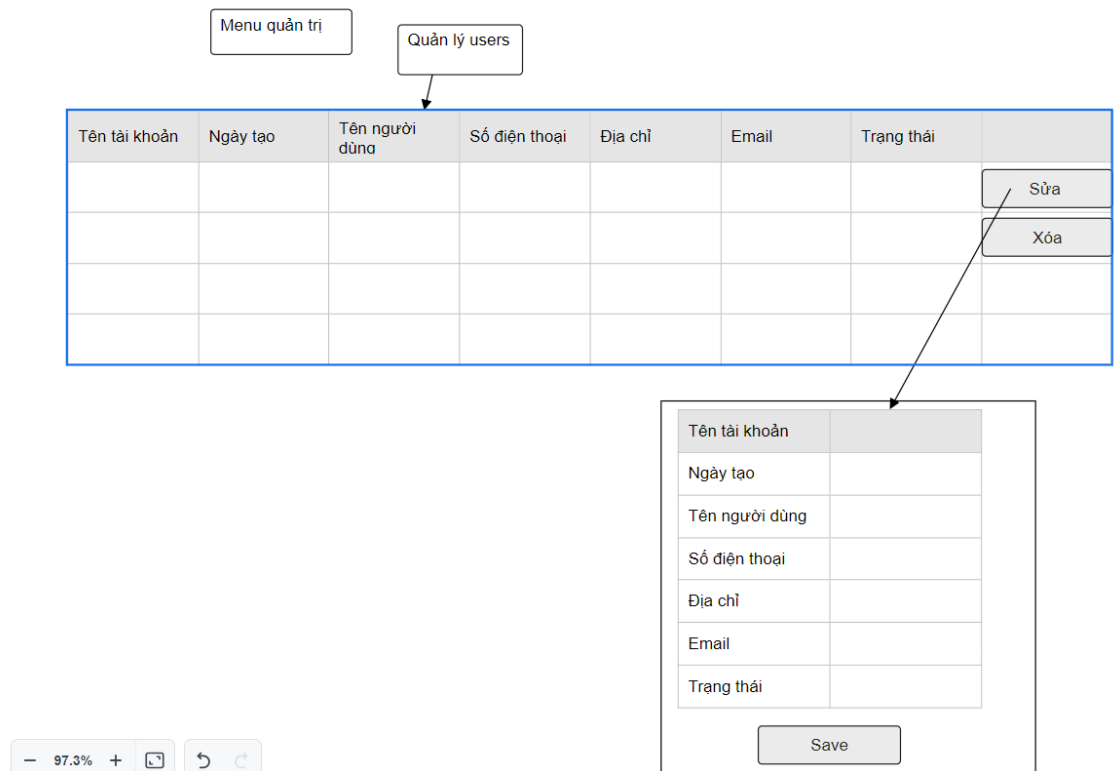 Menu quản trị
Quản lý users
Tên tài khoản
Ngày tạo
Tên người
dùng
Số điện thoại
Địa chỉ
Email
Trạng thái
Sửa
Xóa
Tên tài khoản
Ngày tạo
Tên người dùng
Số điện thoại
Địa chỉ
Email
Trạng thái
Save
97.3%